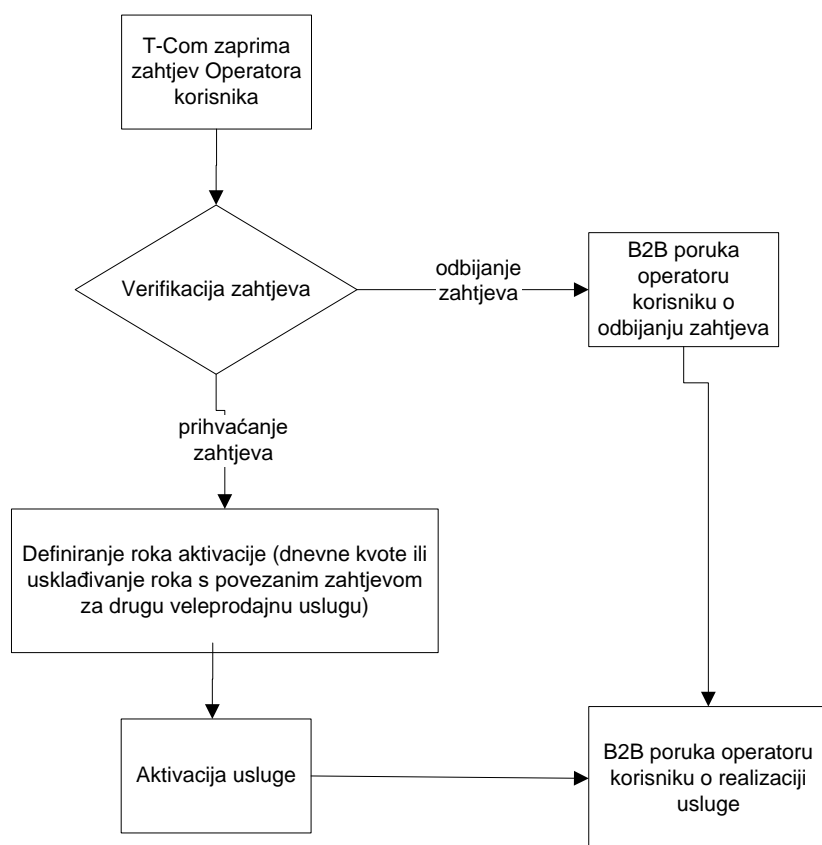 T-Com zaprima
zahtjev Operatora
korisnika
Verifikacija zahtjeva
odbijanje
zahtjeva
B2B poruka
operatoru
korisniku o
odbijanju zahtjeva
prihvaćanje
zahtjeva
Definiranje roka aktivacije (dnevne kvote ili
usklađivanje roka s povezanim zahtjevom
za drugu veleprodajnu uslugu)
Aktivacija usluge
B2B poruka operatoru
korisniku o realizaciji
usluge